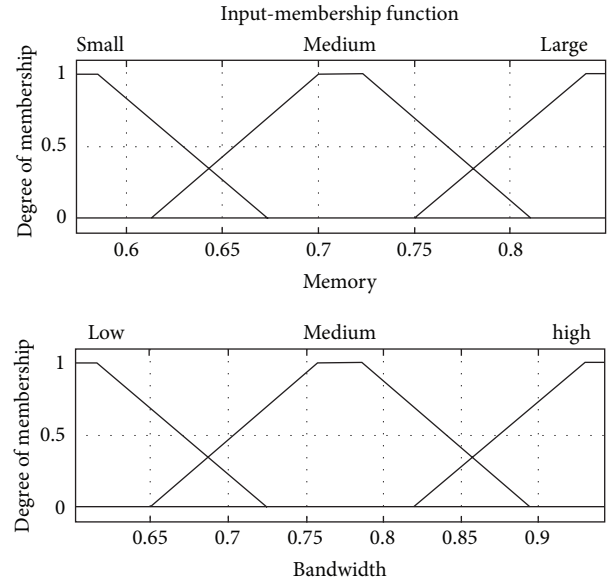 Input-membership function
Small Medium Large
1
0.5
0
Degree of membership
0.6 0.65 0.7 0.75 0.8
Memory
Low Medium high
1
0.5
0
Degree of membership
0.65 0.7 0.75 0.8 0.85 0.9
Bandwidth